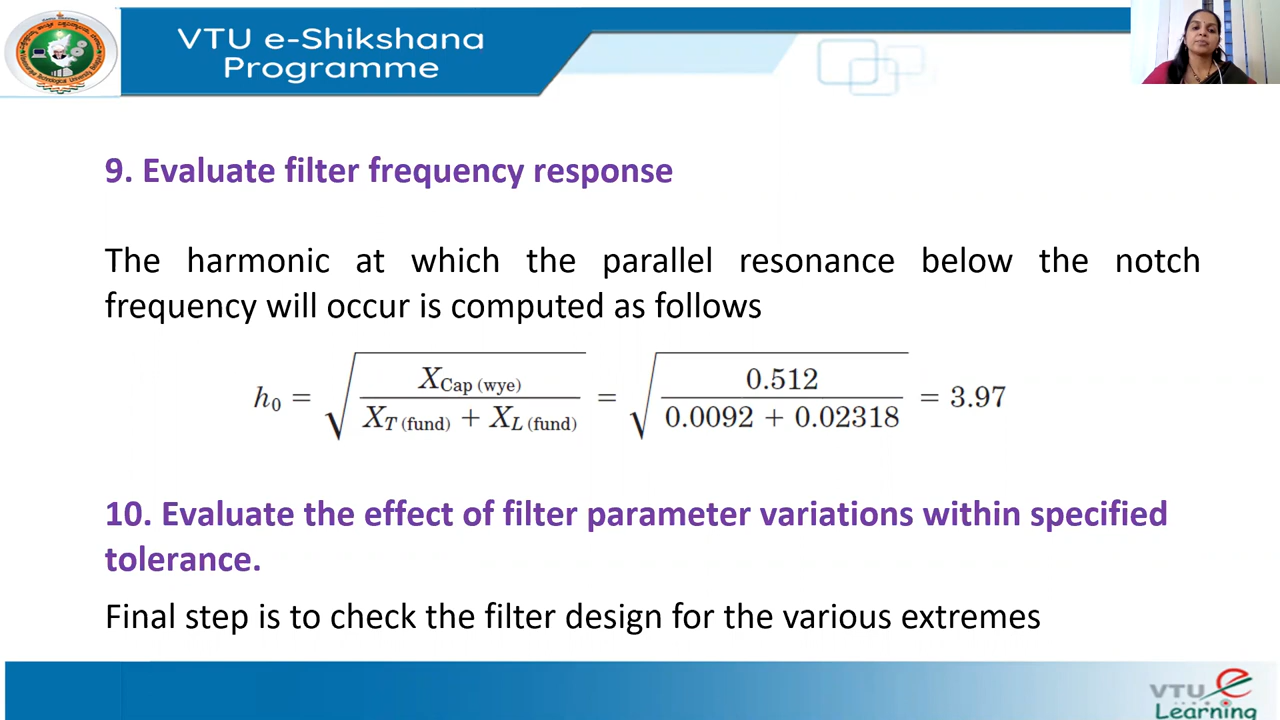 VTU e-Shikshana
Programme
9. Evaluate filter frequency response
The harmonic at which the parallel resonance below the notch
frequency will occur is computed as follows
h₀ = √(X_Cap (wye) / (X_T (fund) + X_L (fund))) = √(0.512 / (0.0092 + 0.02318)) = 3.97
10. Evaluate the effect of filter parameter variations within specified
tolerance.
Final step is to check the filter design for the various extremes
VTU e
Learning